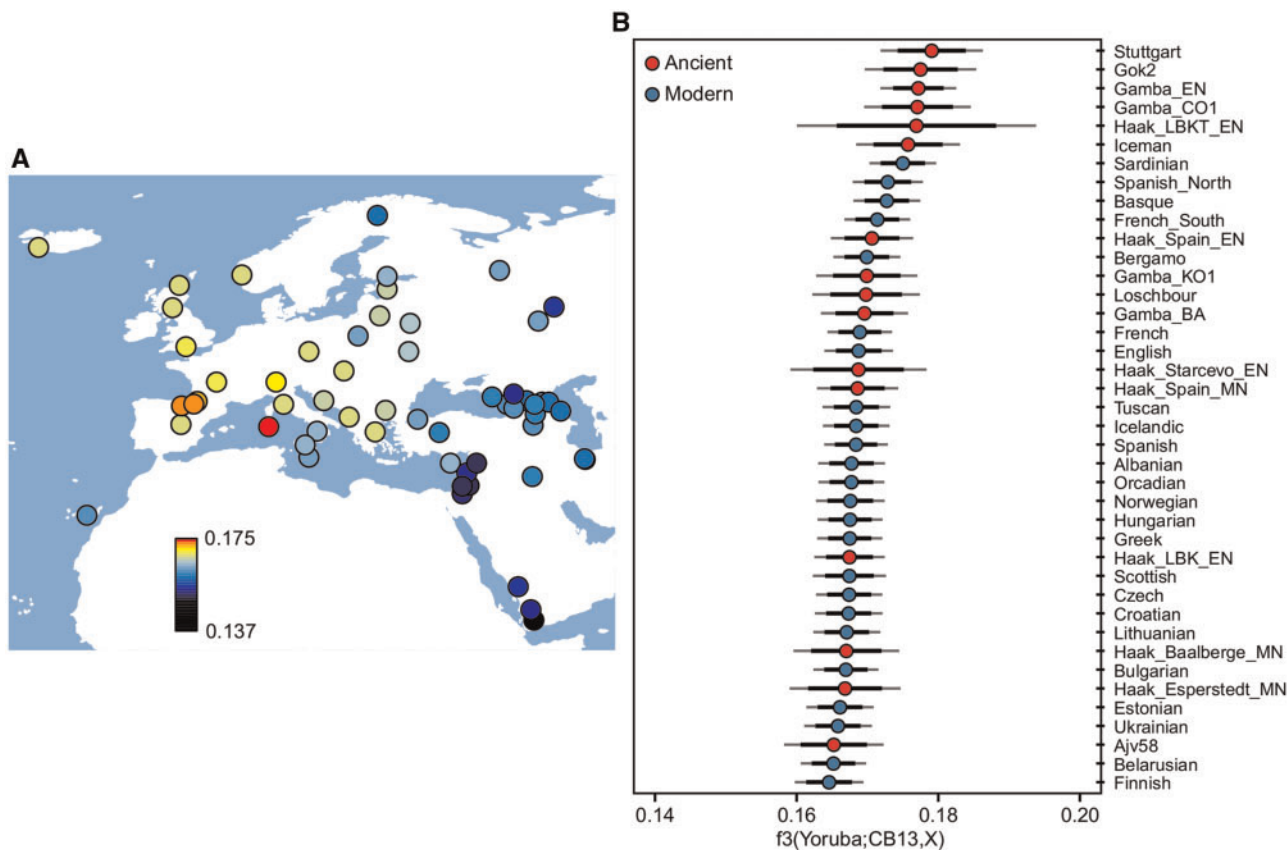 A
0.175
0.137
B
Ancient
Modern
Stuttgart
Gok2
Gamba_EN
Gamba_CO1
Haak_LBKT_EN
Iceman
Sardinian
Spanish_North
Basque
French_South
Haak_Spain_EN
Bergamo
Gamba_KO1
Loschbour
Gamba_BA
French
English
Haak_Starcevo_EN
Haak_Spain_MN
Tuscan
Icelandic
Spanish
Albanian
Orcadian
Norwegian
Hungarian
Greek
Haak_LBK_EN
Scottish
Czech
Croatian
Lithuanian
Haak_Baalberge_MN
Bulgarian
Haak_Esperstedt_MN
Estonian
Ukrainian
Ajv58
Belarusian
Finnish
0.14 0.16 0.18 0.20
f3(Yoruba;CB13,X)